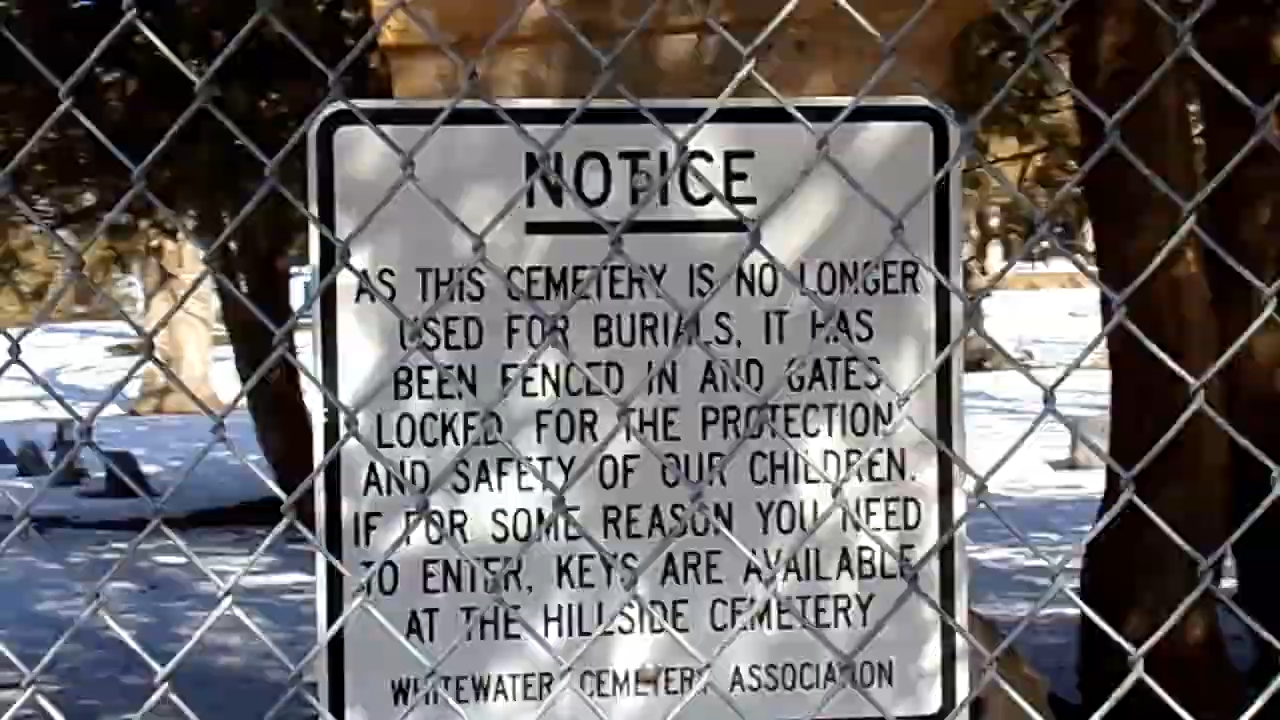 NOTICE
AS THIS CEMETERY IS NO LONGER
USED FOR BURIALS, IT HAS
BEEN FENCED IN AND GATES
LOCKED FOR THE PROTECTION
AND SAFETY OF OUR CHILDREN.
IF FOR SOME REASON YOU NEED
TO ENTER, KEYS ARE AVAILABLE
AT THE HILLSIDE CEMETERY
WHITEWATER CEMETERY ASSOCIATION